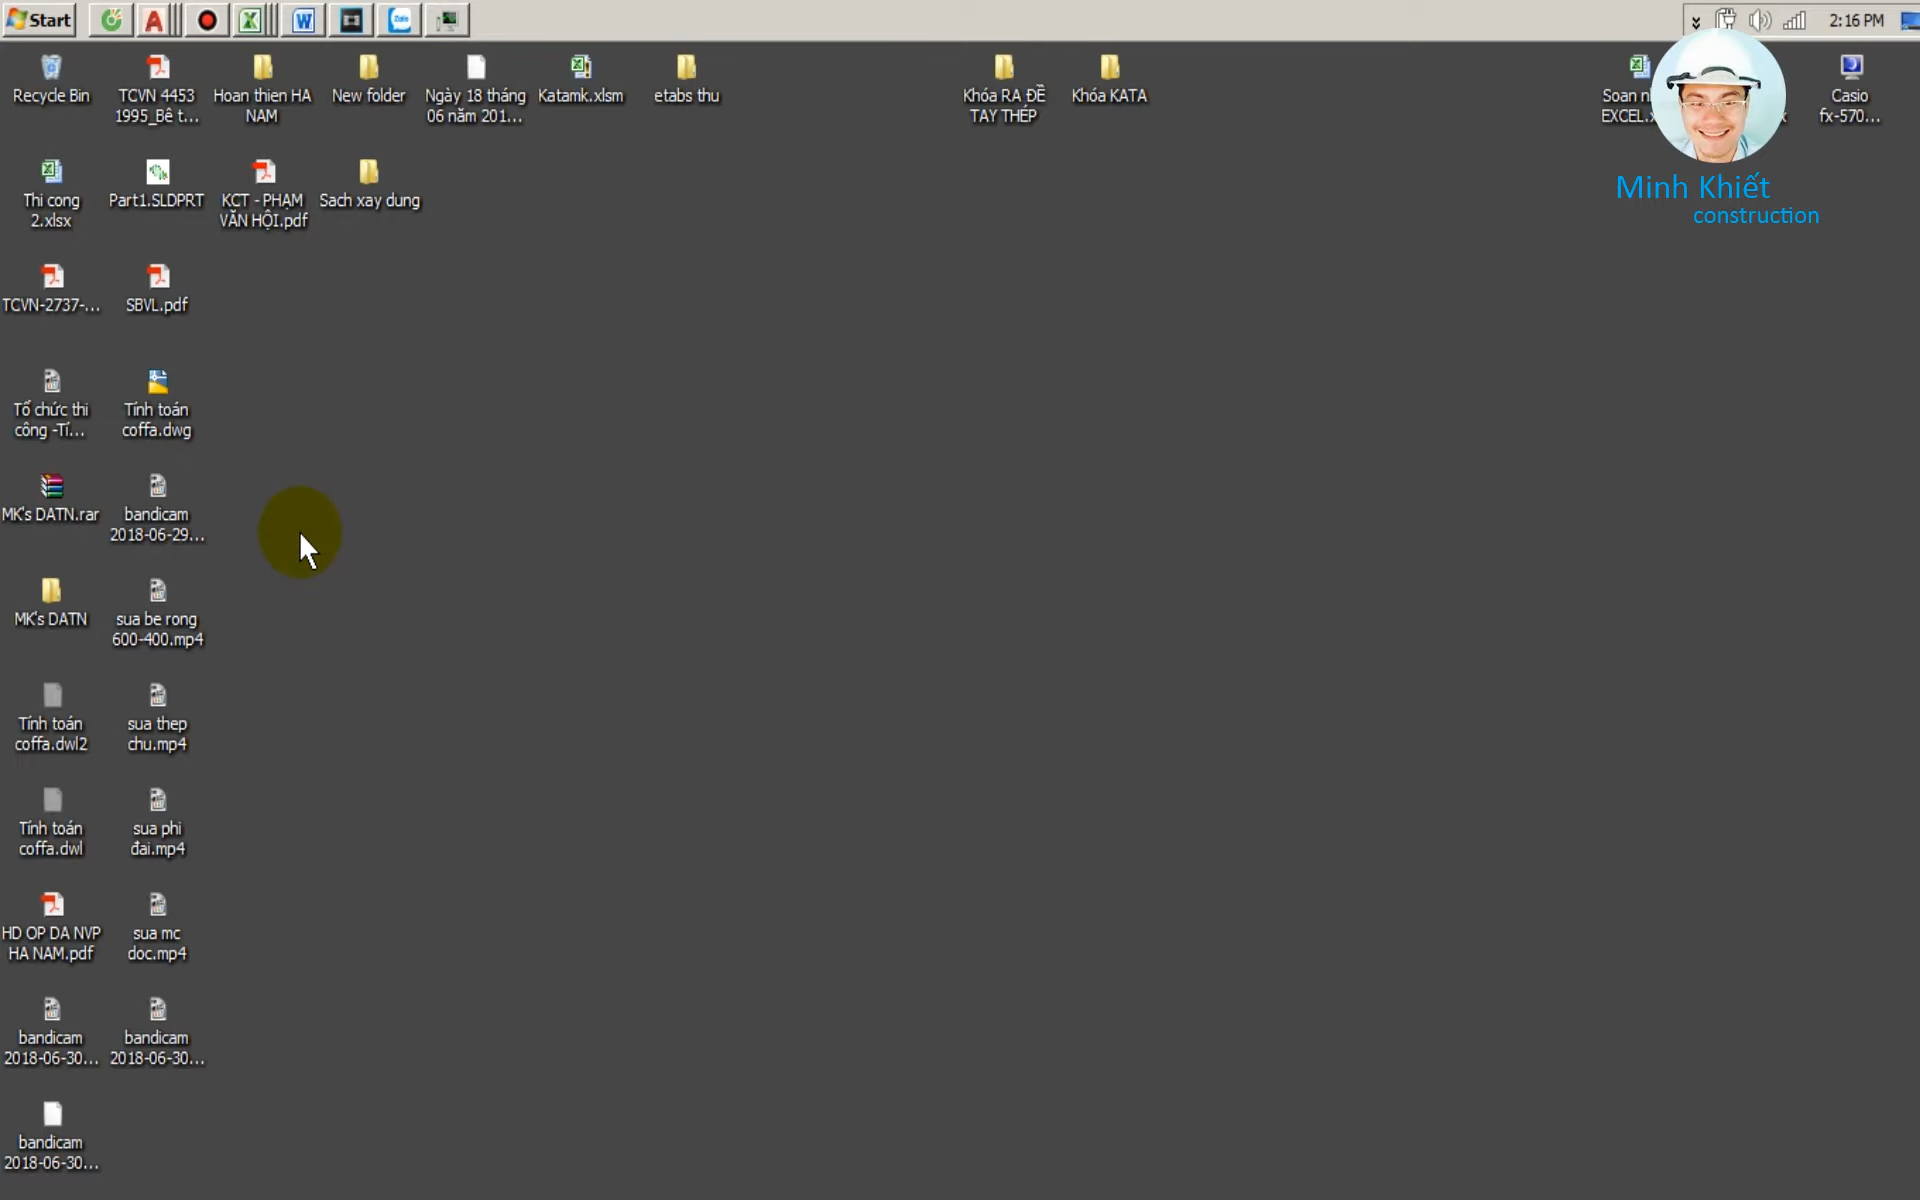 Start
2:16 PM
Recycle Bin
TCVN 4453
1995_Bê t...
Hoan thien HA
NAM
New folder
Ngày 18 tháng
06 năm 201...
Katamk.xlsm
etabs thu
Khóa RA ĐỀ
TAY THÉP
Khóa KATA
Soan
EXCEL.
Casio
fx-570...
Minh Khiết
construction
Thi cong
2.xlsx
Part1.SLDPRT
KCT - PHẠM
VĂN HỘI.pdf
Sach xay dung
TCVN-2737-...
SBVL.pdf
Tổ chức thi
công -Tí...
Tính toán
coffa.dwg
MK's DATN.rar
bandicam
2018-06-29...
MK's DATN
sua be rong
600-400.mp4
Tính toán
coffa.dwl2
sua thep
chu.mp4
Tính toán
coffa.dwl
sua phi
đai.mp4
HD OP DA NVP
HA NAM.pdf
sua mc
doc.mp4
bandicam
2018-06-30...
bandicam
2018-06-30...
bandicam
2018-06-30...